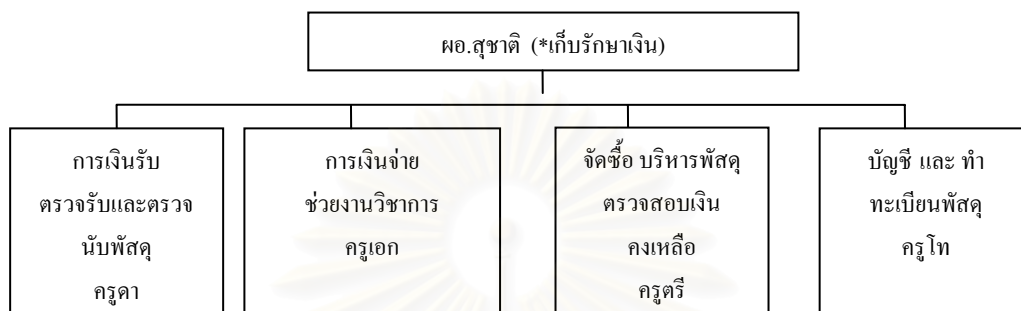 ผอ.สุชาติ (*เก็บรักษาเงิน)
การเงินรับ
ตรวจรับและตรวจ
นับพัสดุ
ครูดา
การเงินจ่าย
ช่วยงานวิชาการ
ครูเอก
จัดซื้อ บริหารพัสดุ
ตรวจสอบเงิน
คงเหลือ
ครูตรี
บัญชี และ ทำ
ทะเบียนพัสดุ
ครูโท